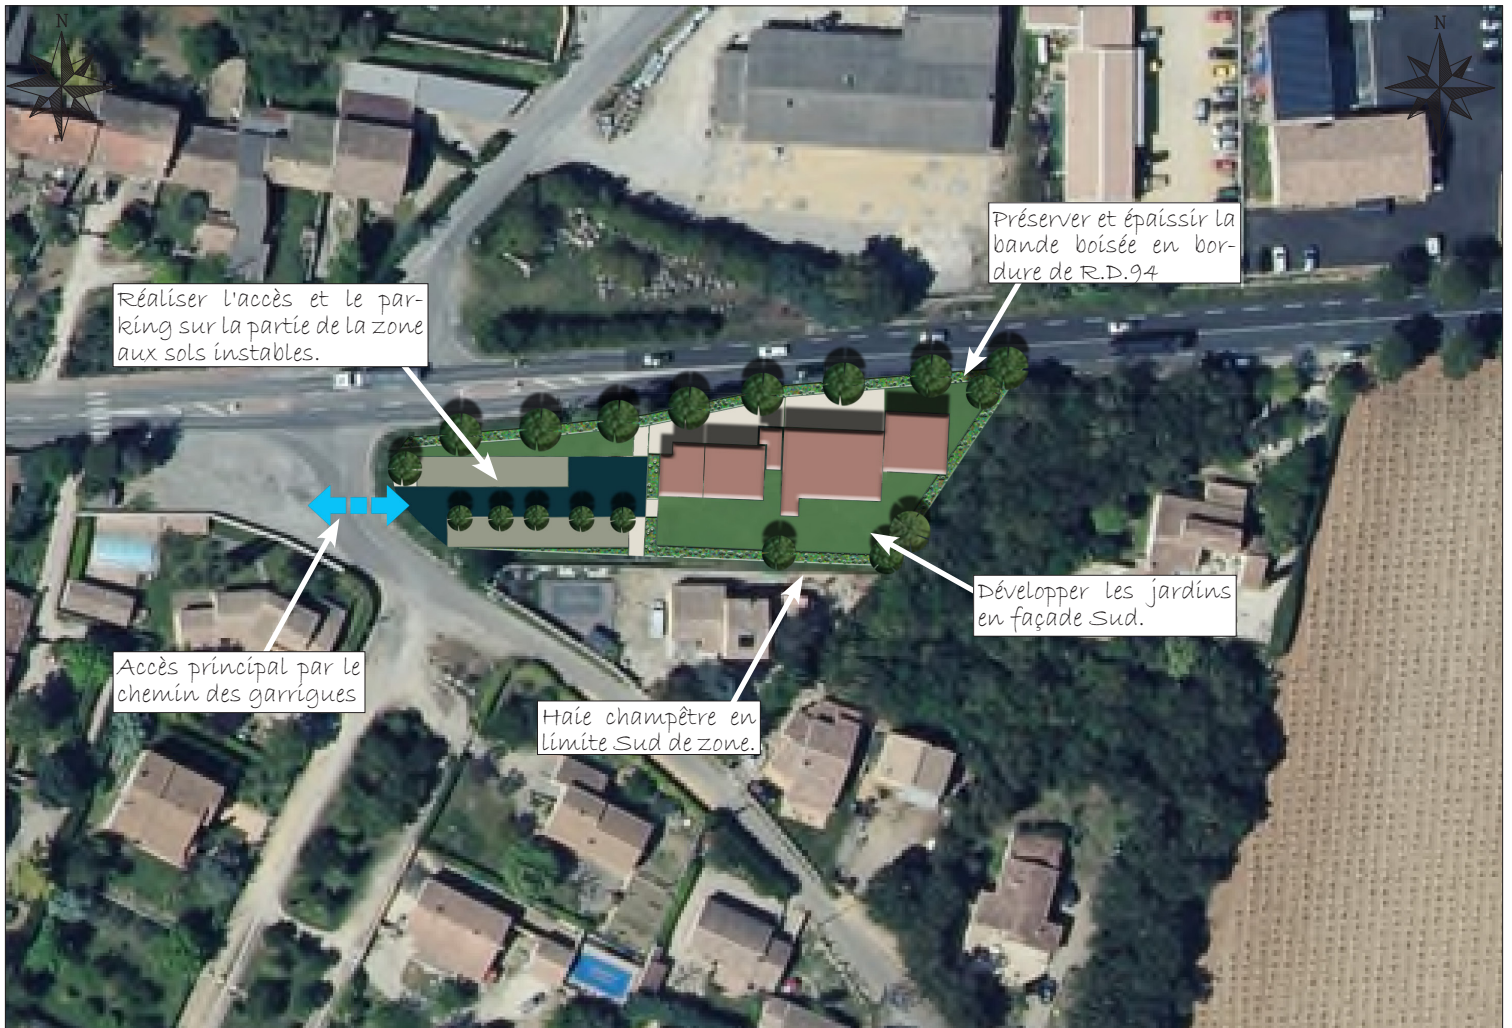 N
N
Préserver et épaissir la
bande boisée en bor-
dure de R.D.94
Réaliser l'accès et le par-
king sur la partie de la zone
aux sols instables.
Développer les jardins
en façade Sud.
Accès principal par le
chemin des garrigues
Haie champêtre en
limite Sud de zone.